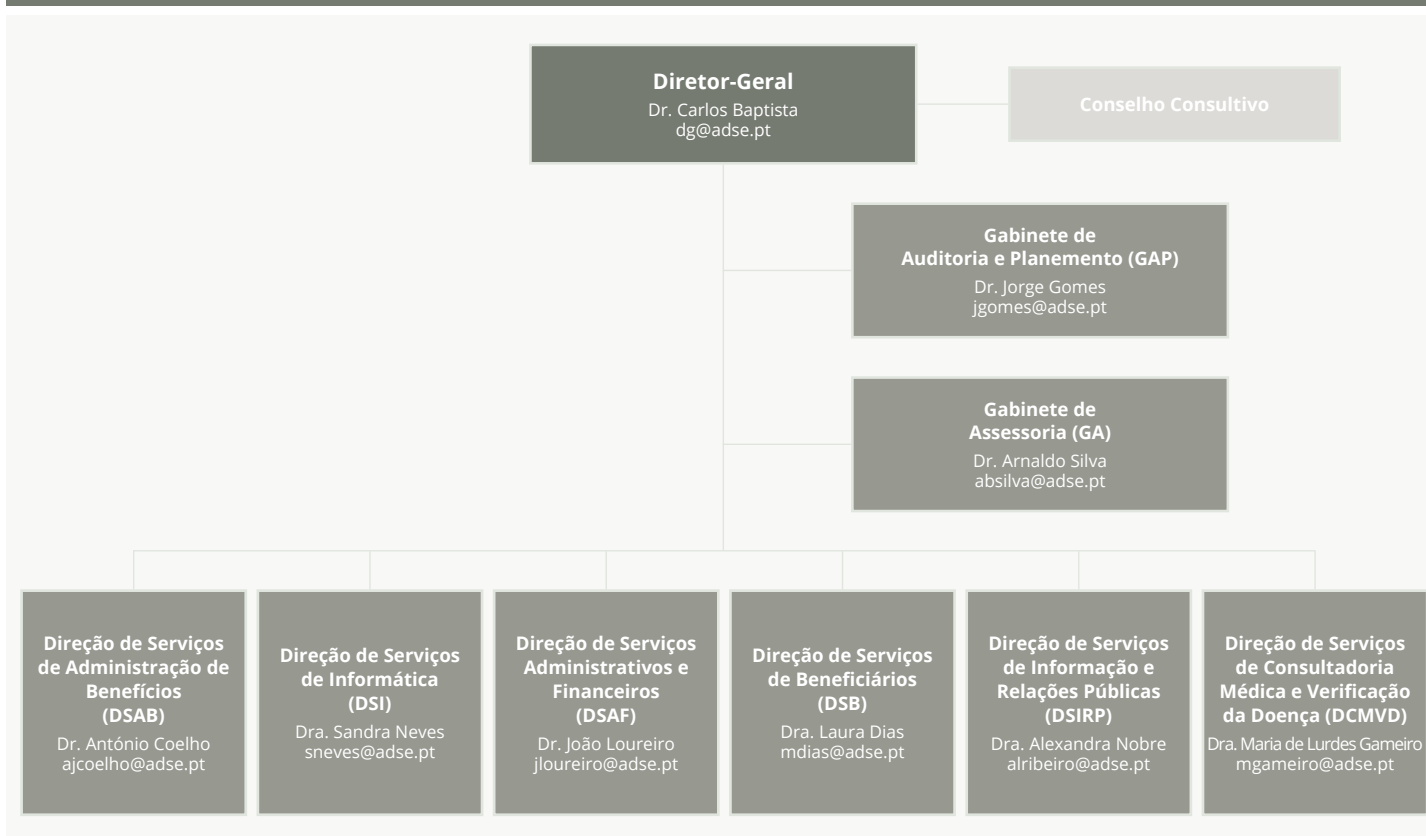 Diretor-Geral
Dr. Carlos Baptista
dg@adse.pt
Conselho Consultivo
Gabinete de
Auditoria e Planemento (GAP)
Dr. Jorge Gomes
jgomes@adse.pt
Gabinete de
Assessoria (GA)
Dr. Arnaldo Silva
absilva@adse.pt
Direção de Serviços
de Administração de
Benefícios
(DSAB)
Dr. António Coelho
ajcoelho@adse.pt
Direção de Serviços
de Informática
(DSI)
Dra. Sandra Neves
sneves@adse.pt
Direção de Serviços
Administrativos e
Financeiros
(DSAF)
Dr. João Loureiro
jloureiro@adse.pt
Direção de Serviços
de Beneficiários
(DSB)
Dra. Laura Dias
mdias@adse.pt
Direção de Serviços
de Informação e
Relações Públicas
(DSIRP)
Dra. Alexandra Nobre
alribeiro@adse.pt
Direção de Serviços
de Consultadoria
Médica e Verificação
da Doença (DCMVD)
Dra. Maria de Lurdes Gameiro
mgameiro@adse.pt